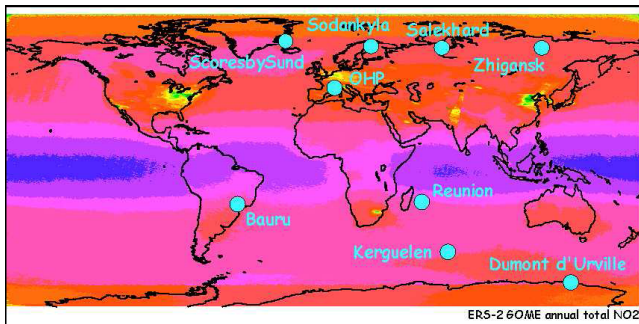 Sodankyla
Salekhard
ScoresbySund
Zhigansk
OHP
Reunion
Bauru
Kerguelen
Dumont d'Urville
ERS-2 GOME annual total NO2